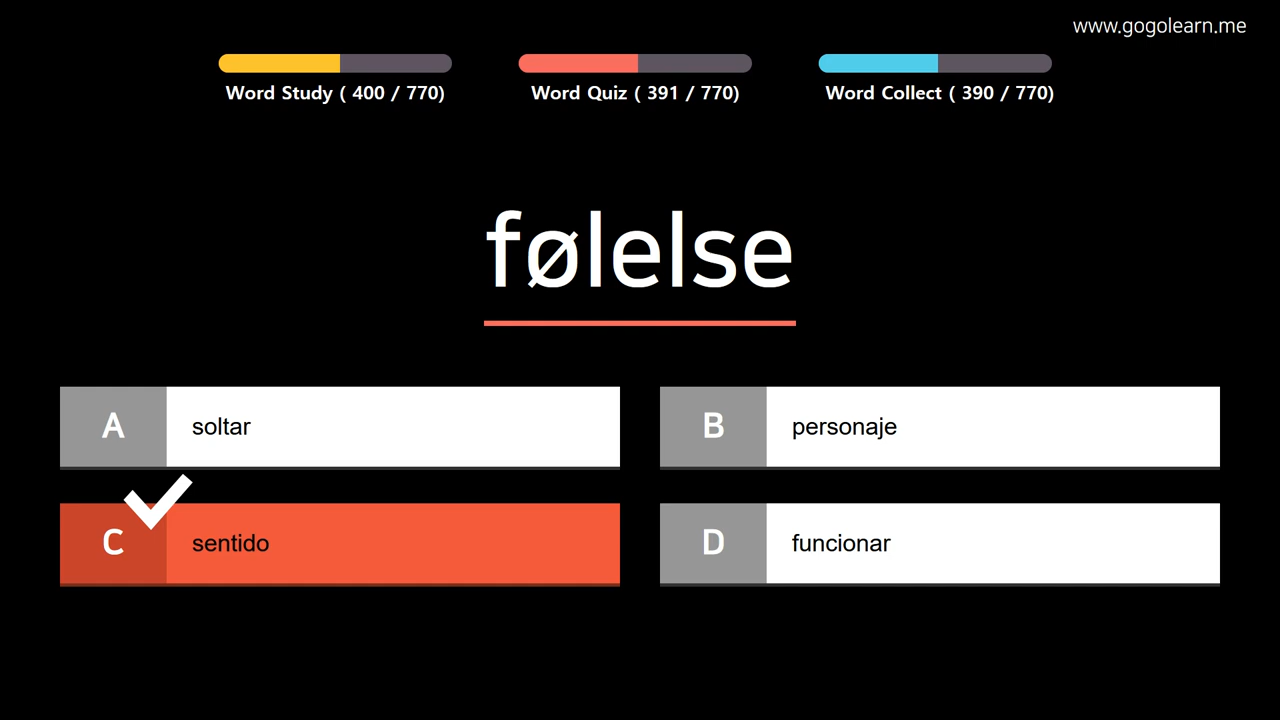 www.gogolearn.me
Word Study ( 400 / 770)
Word Quiz ( 391 / 770)
Word Collect ( 390 / 770)
følelse
A soltar
B personaje
C sentido
D funcionar